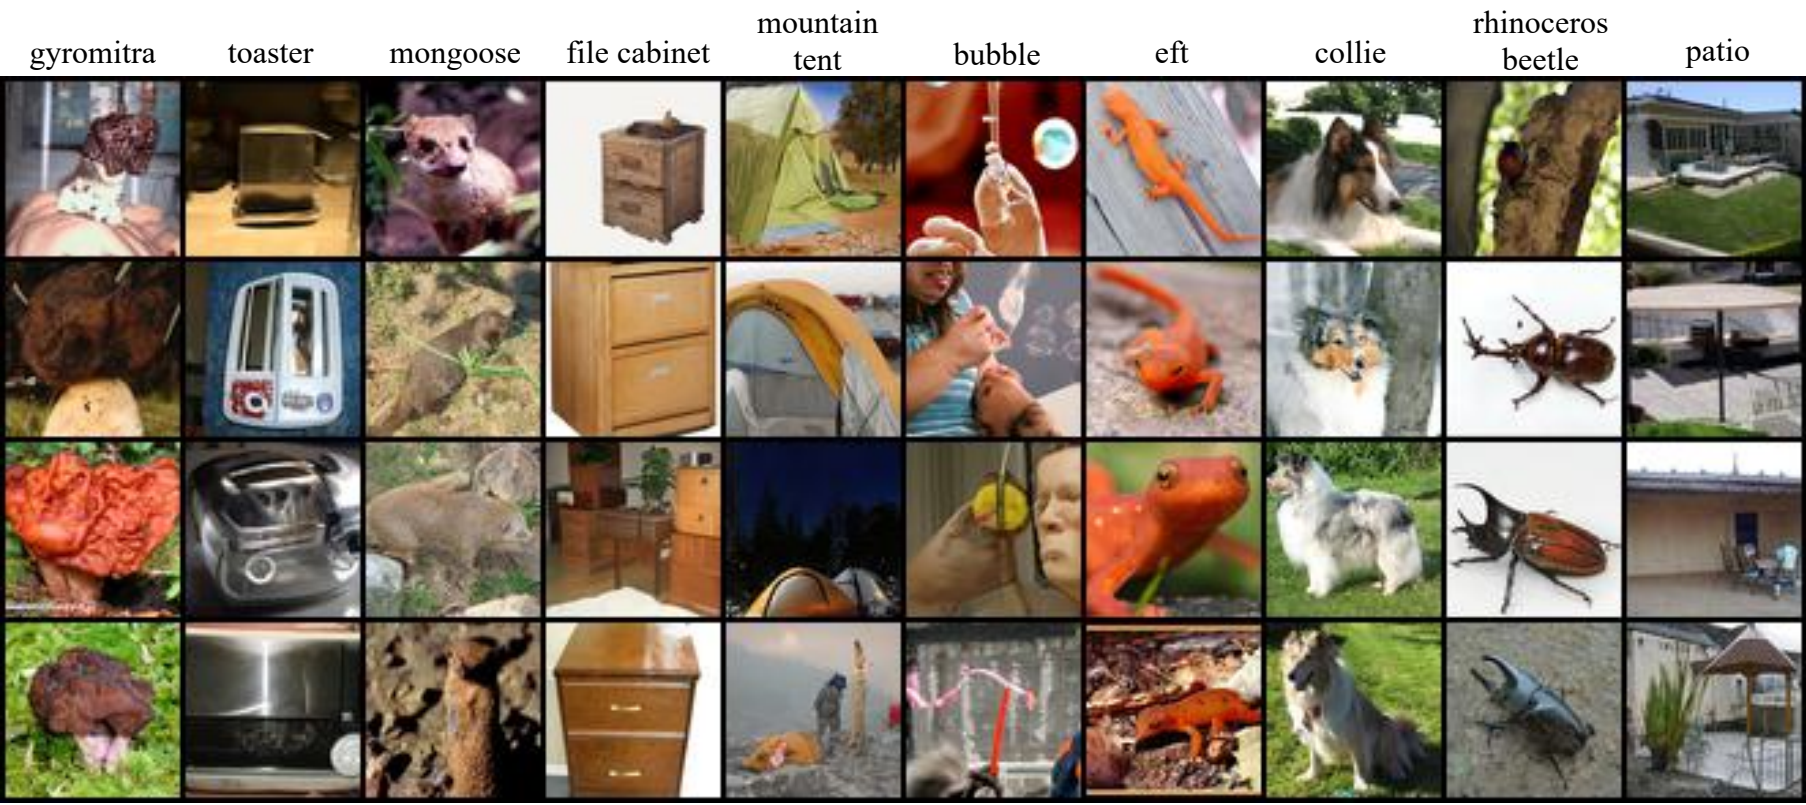 gyromitra
toaster
mongoose
file cabinet
mountain
tent
bubble
eft
collie
rhinoceros
beetle
patio